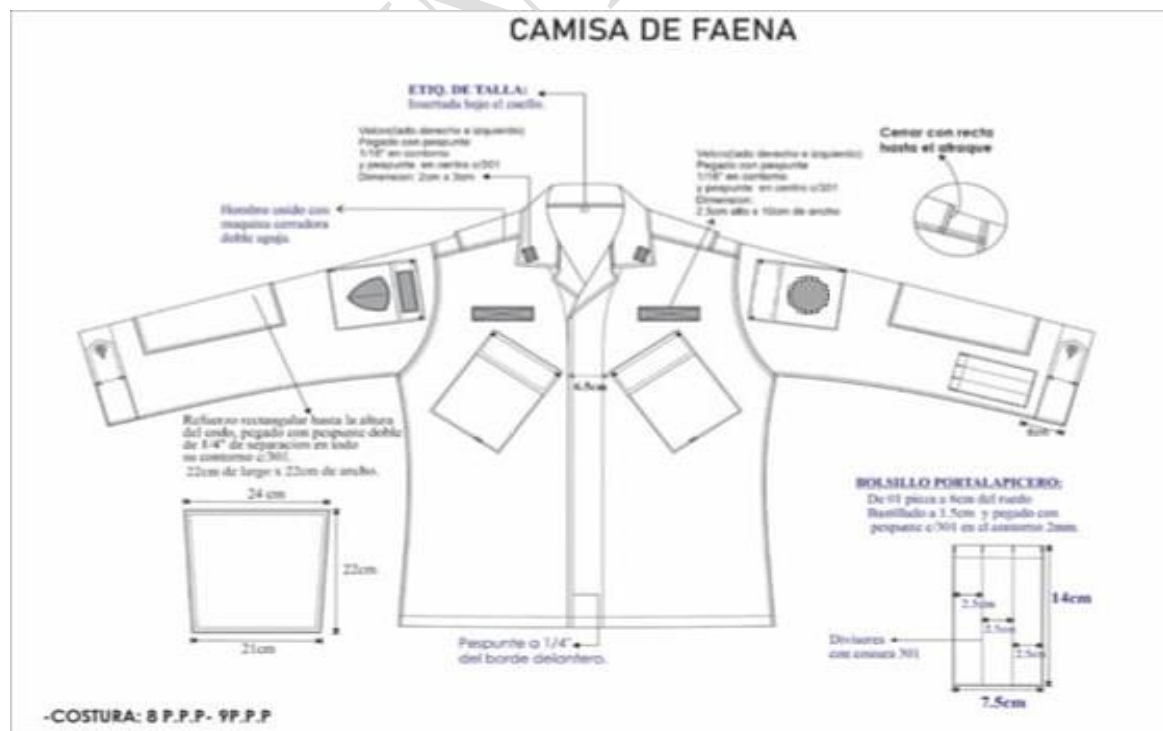 CAMISA DE FAENA
ETIQ. DE TALLA:
Insertada bajo el cuello.
Velcro(lado derecho e izquierdo)
Pegado con pespunte
1/16" en contorno
y pespunte en centro c/301
Dimension: 2cm x 3cm
Velcro(lado derecho e izquierdo)
Pegado con pespunte
1/16" en contorno
y pespunte en centro c/301
Dimension:
2.5cm alto x 10cm de ancho
Cerrar con recta
hasta el atraque
Hombro unido con
maquina cerradora
doble aguja.
6.5cm
6cm
Refuerzo rectangular hasta la altura
del codo, pegado con pespunte doble
de 1/4" de separacion en todo
su contorno c/301.
22cm de largo x 22cm de ancho.
24 cm
22cm
21cm
Pespunte a 1/4"
del borde delantero.
BOLSILLO PORTALAPICERO:
De 01 pieza a 6cm del ruedo
Bastillado a 1.5cm y pegado con
pespunte c/301 en el contorno 2mm.
2.5cm
2.5cm
2.5cm
14cm
Divisores
con costura 301
7.5cm
-COSTURA: 8 P.P.P- 9P.P.P